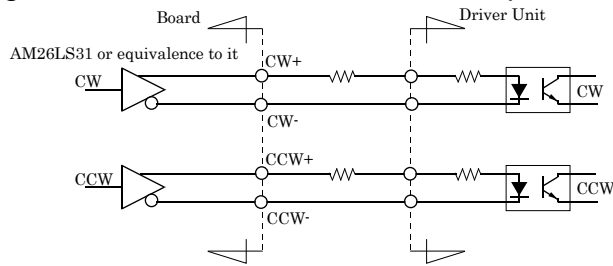 Board
Driver Unit
AM26LS31 or equivalence to it
CW
CW+
CW
CW-
CCW+
CCW
CCW
CCW-